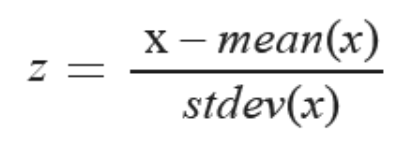 z = x – mean(x)
stdev(x)